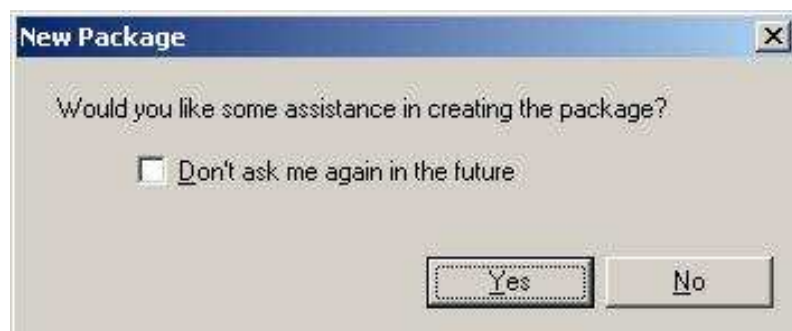 New Package
Would you like some assistance in creating the package?
Don't ask me again in the future
Yes No